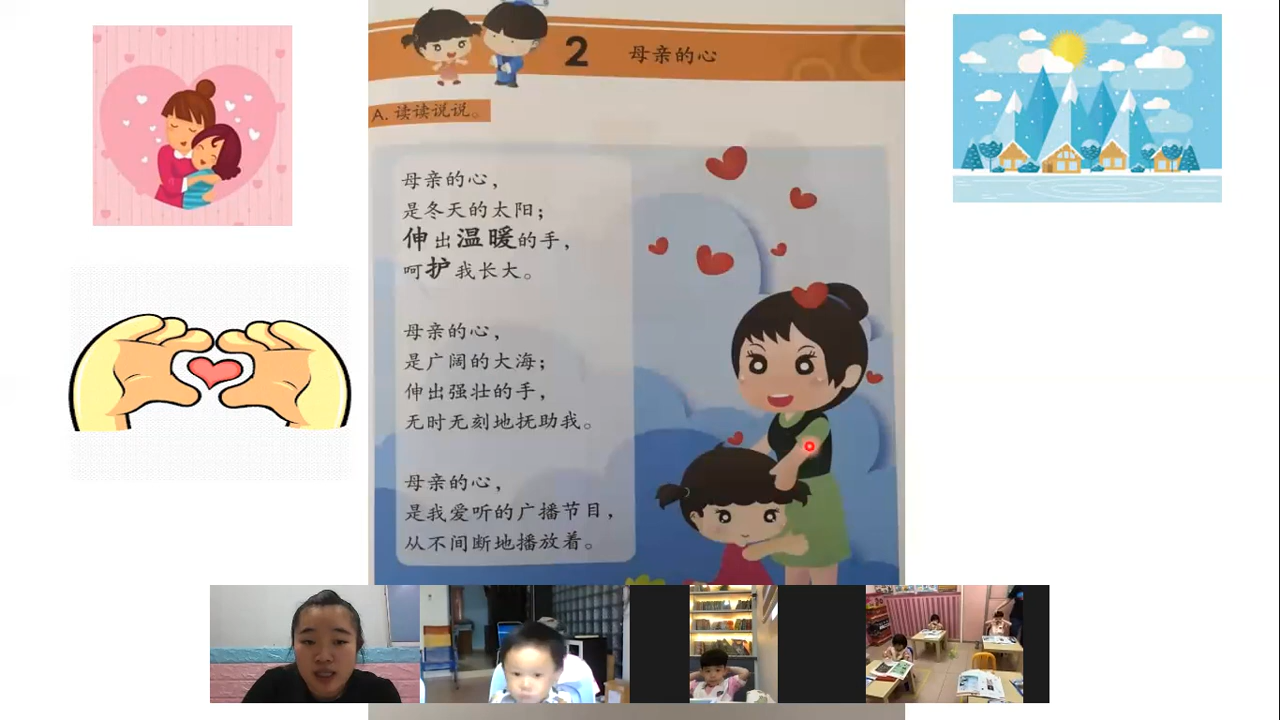 2 母亲的心
A. 读读说说。
母亲的心，
是冬天的太阳；
伸出温暖的手，
呵护我长大。
母亲的心，
是广阔的大海；
伸出强壮的手，
无时无刻地抚助我。
母亲的心，
是我爱听的广播节目，
从不间断地播放着。